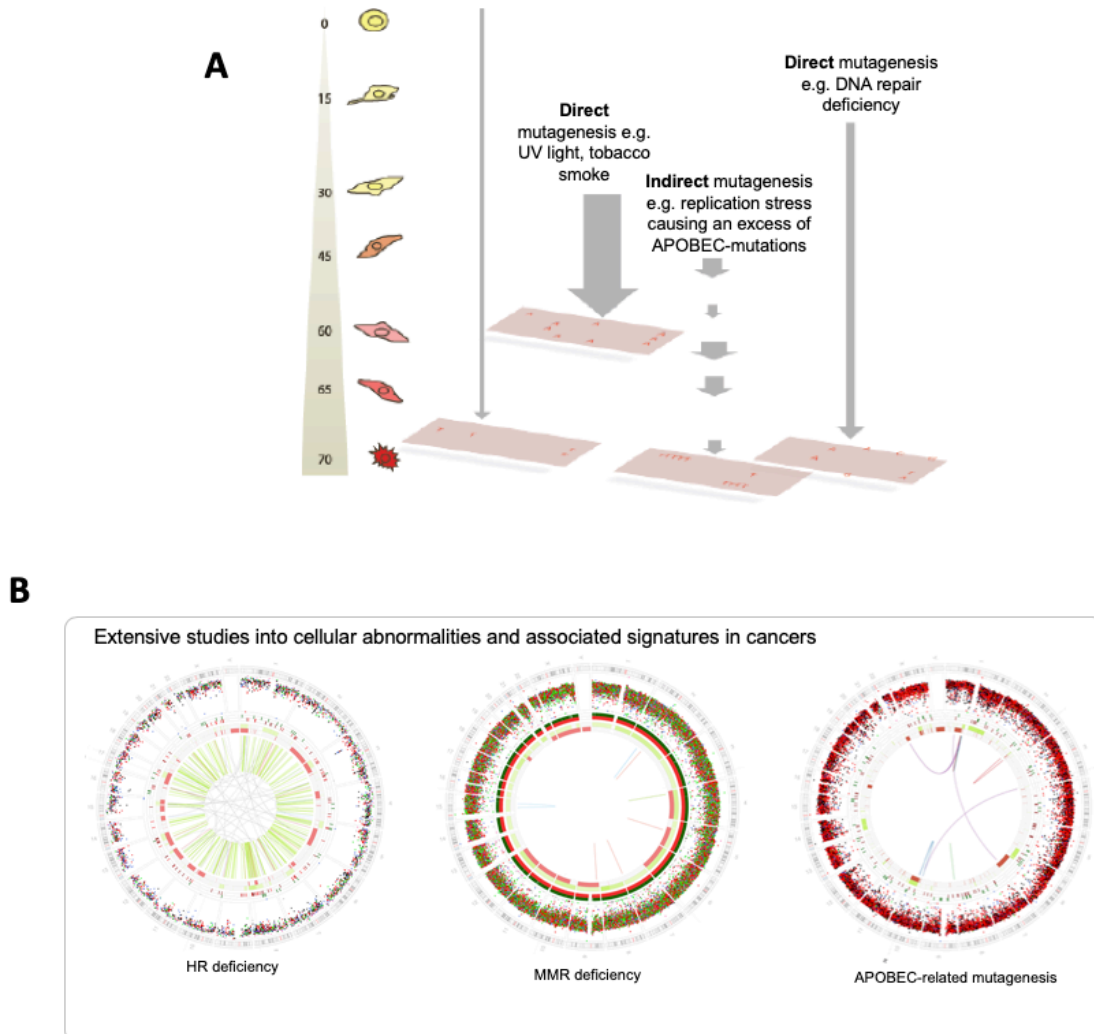 A
0
15
30
45
60
65
70
Direct
mutagenesis e.g.
UV light, tobacco
smoke
Indirect mutagenesis
e.g. replication stress
causing an excess of
APOBEC-mutations
Direct mutagenesis
e.g. DNA repair
deficiency
B
Extensive studies into cellular abnormalities and associated signatures in cancers
HR deficiency
MMR deficiency
APOBEC-related mutagenesis